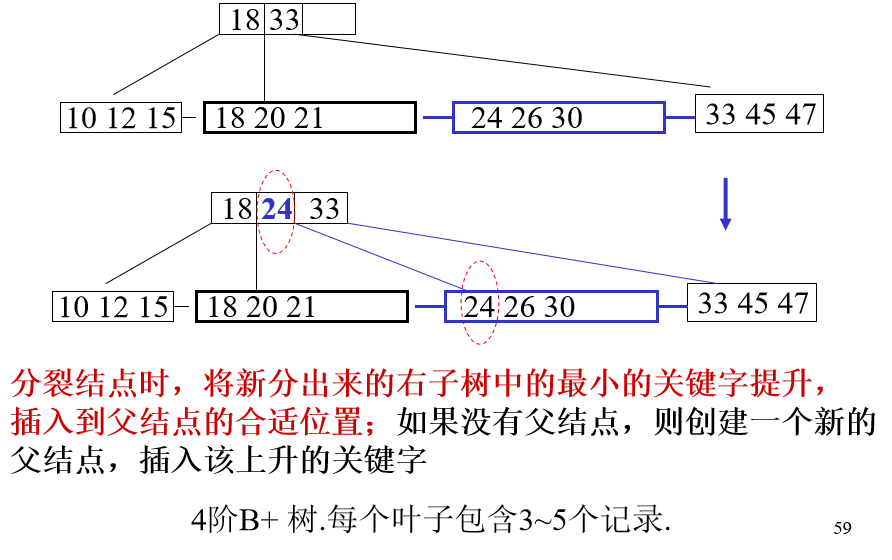 18 33
10 12 15 18 20 21 24 26 30 33 45 47
18 24 33
10 12 15 18 20 21 24 26 30 33 45 47
分裂结点时，将新分出来的右子树中的最小的关键字提升，
插入到父结点的合适位置；如果没有父结点，则创建一个新的
父结点，插入该上升的关键字
4阶B+ 树.每个叶子包含3~5个记录.
59